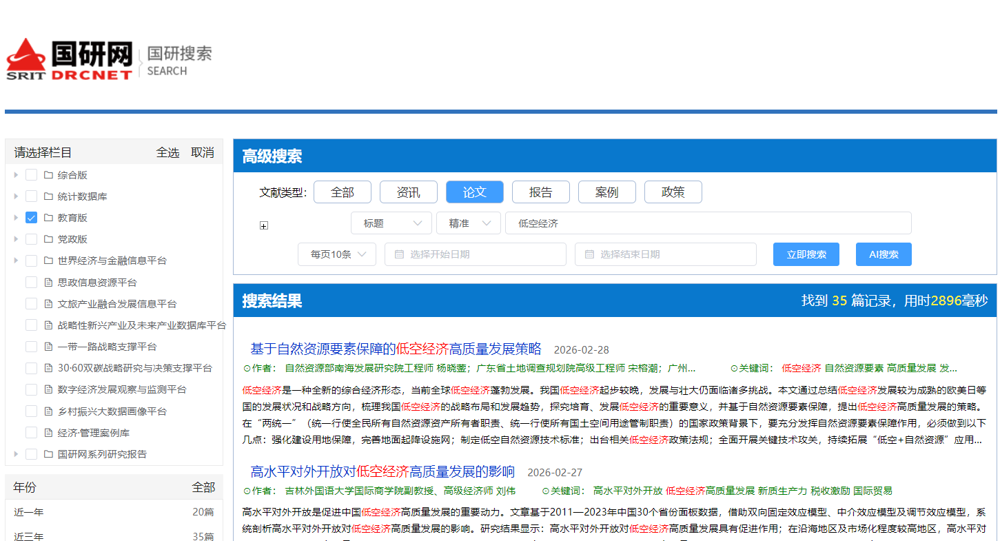 国研网
SRIT DRCNET
国研搜索
SEARCH
请选择栏目 全选 取消
综合版
统计数据库
教育版
党政版
世界经济与金融信息平台
思政信息资源平台
文旅产业融合发展信息平台
战略性新兴产业及未来产业数据库平台
一带一路战略支撑平台
30·60双碳战略研究与决策支撑平台
数字经济发展观察与监测平台
乡村振兴大数据画像平台
经济·管理案例库
国研网系列研究报告
年份 全部
近一年 20篇
近三年 35篇
高级搜索
文献类型： 全部 资讯 论文 报告 案例 政策
标题 精准 低空经济
每页10条 选择开始日期 选择结束日期 立即搜索 AI搜索
搜索结果 找到 35 篇记录，用时2896毫秒
基于自然资源要素保障的低空经济高质量发展策略 2026-02-28
⊙作者： 自然资源部南海发展研究院工程师 杨晓蓥；广东省土地调查规划院高级工程师 宋榕潮；广州... ⊙关键词： 低空经济 自然资源要素 高质量发展 发...
低空经济是一种全新的综合经济形态，当前全球低空经济蓬勃发展。我国低空经济起步较晚，发展与壮大仍面临诸多挑战。本文通过总结低空经济发展较为成熟的欧美日等
国的发展状况和战略方向，梳理我国低空经济的战略布局和发展趋势，探究培育、发展低空经济的重要意义，并基于自然资源要素保障，提出低空经济高质量发展的策略。
在“两统一”（统一行使全民所有自然资源资产所有者职责、统一行使所有国土空间用途管制职责）的国家政策背景下，要充分发挥自然资源要素保障作用，必须做到以下
几点：强化建设用地保障，完善地面起降设施网；制定低空自然资源技术标准；出台相关低空经济政策法规；全面开展关键技术攻关，持续拓展“低空+自然资源”应用...
高水平对外开放对低空经济高质量发展的影响 2026-02-27
⊙作者： 吉林外国语大学国际商学院副教授、高级经济师 刘伟 ⊙关键词： 高水平对外开放 低空经济高质量发展 新质生产力 税收激励 国际贸易
高水平对外开放是促进中国低空经济高质量发展的重要动力。文章基于2011—2023年中国30个省份面板数据，借助双向固定效应模型、中介效应模型及调节效应模型，系
统剖析高水平对外开放对低空经济高质量发展的影响。研究结果显示：高水平对外开放对低空经济高质量发展具有促进作用；在沿海地区及市场化程度较高地区，高水平对